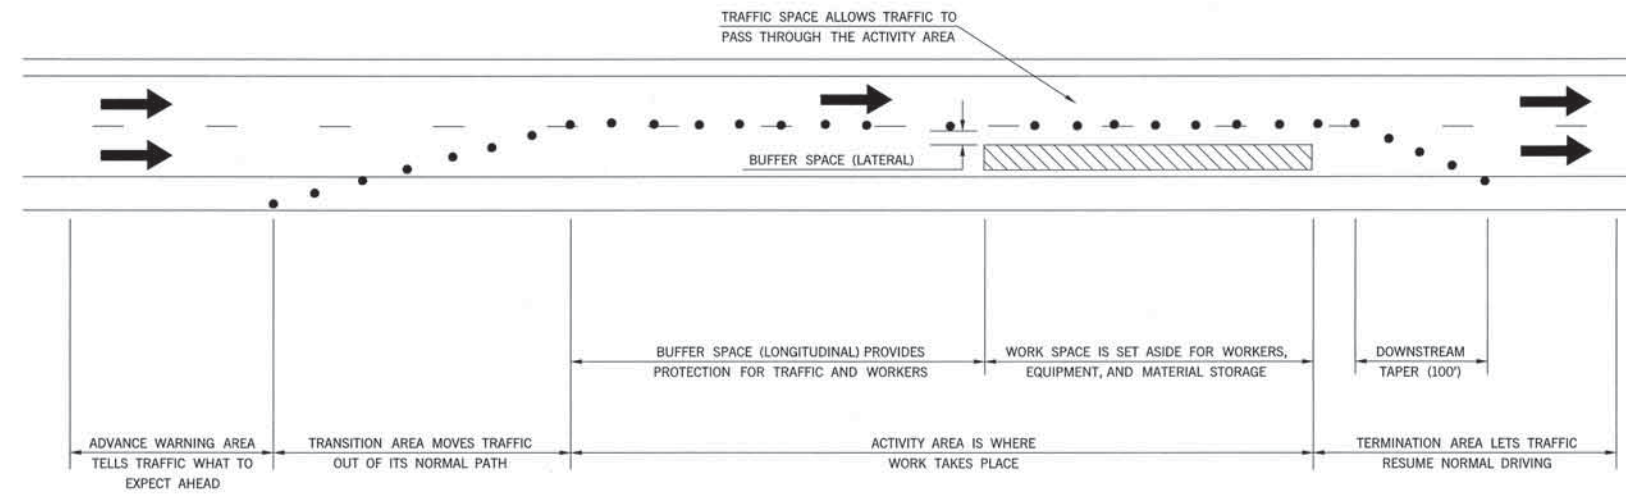 TRAFFIC SPACE ALLOWS TRAFFIC TO
PASS THROUGH THE ACTIVITY AREA
BUFFER SPACE (LATERAL)
BUFFER SPACE (LONGITUDINAL) PROVIDES
PROTECTION FOR TRAFFIC AND WORKERS
WORK SPACE IS SET ASIDE FOR WORKERS,
EQUIPMENT, AND MATERIAL STORAGE
DOWNSTREAM
TAPER (100')
ADVANCE WARNING AREA
TELLS TRAFFIC WHAT TO
EXPECT AHEAD
TRANSITION AREA MOVES TRAFFIC
OUT OF ITS NORMAL PATH
ACTIVITY AREA IS WHERE
WORK TAKES PLACE
TERMINATION AREA LETS TRAFFIC
RESUME NORMAL DRIVING